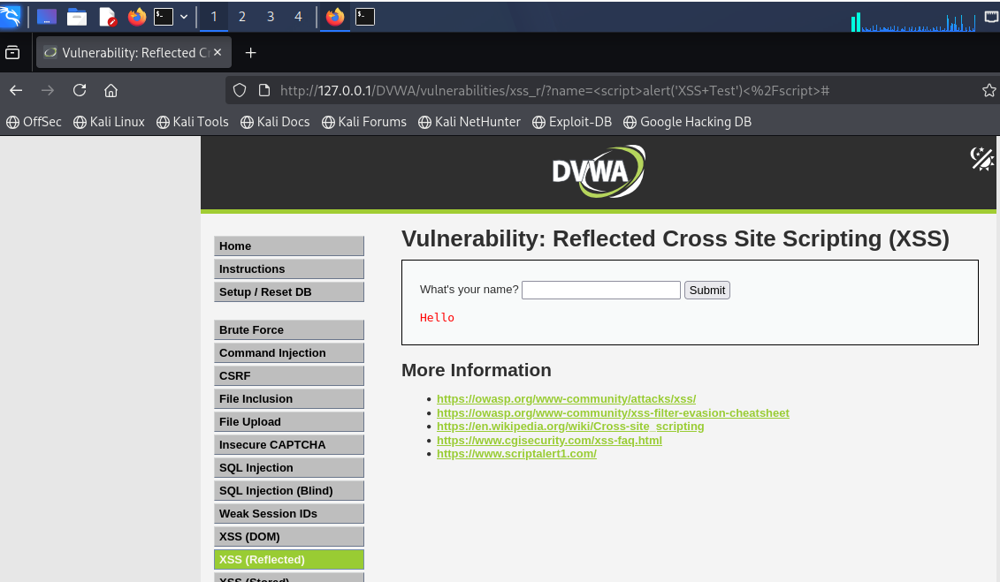 1 2 3 4
Vulnerability: Reflected C
http://127.0.0.1/DVWA/vulnerabilities/xss_r/?name=<script>alert('XSS+Test')<%2Fscript>#
OffSec Kali Linux Kali Tools Kali Docs Kali Forums Kali NetHunter Exploit-DB Google Hacking DB
DVWA
Home
Instructions
Setup / Reset DB
Brute Force
Command Injection
CSRF
File Inclusion
File Upload
Insecure CAPTCHA
SQL Injection
SQL Injection (Blind)
Weak Session IDs
XSS (DOM)
XSS (Reflected)
XSS (Stored)
Vulnerability: Reflected Cross Site Scripting (XSS)
What's your name? Submit
Hello
More Information
https://owasp.org/www-community/attacks/xss/
https://owasp.org/www-community/xss-filter-evasion-cheatsheet
https://en.wikipedia.org/wiki/Cross-site_scripting
https://www.cgisecurity.com/xss-faq.html
https://www.scriptalert1.com/